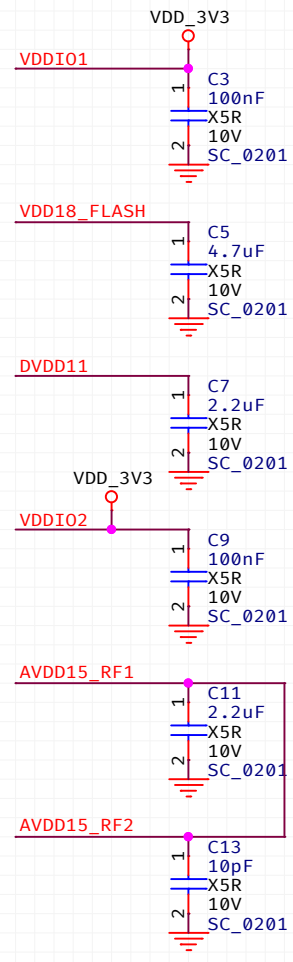 VDD_3V3
VDDIO1
1
C3
100nF
X5R
10V
2
SC_0201
VDD18_FLASH
1
C5
4.7uF
X5R
10V
2
SC_0201
DVDD11
1
C7
2.2uF
X5R
10V
2
SC_0201
VDD_3V3
VDDIO2
1
C9
100nF
X5R
10V
2
SC_0201
AVDD15_RF1
1
C11
2.2uF
X5R
10V
2
SC_0201
AVDD15_RF2
1
C13
10pF
X5R
10V
2
SC_0201